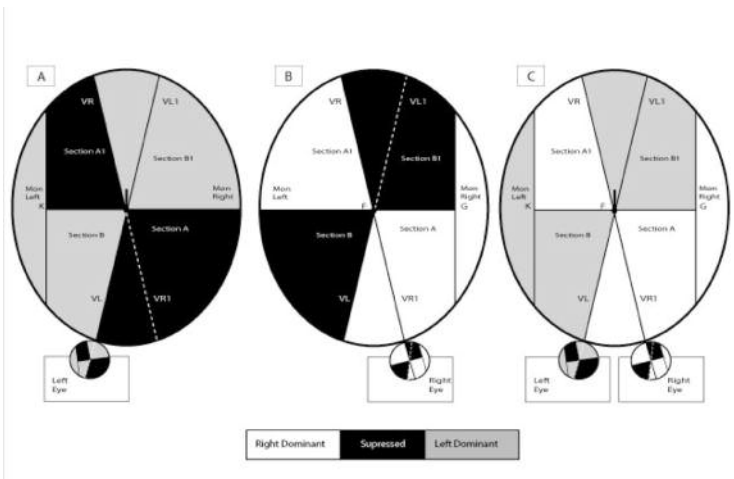 A
VR
VL1
Section A1
Section B1
Mon
Left
K
Mon
Right
Section B
Section A
VL
VR1
Left
Eye
B
VR
VL1
Section A1
Section B1
Mon
Left
F
Mon
Right
G
Section B
Section A
VL
VR1
Right
Eye
C
VR
VL1
Section A1
Section B1
Mon
Left
K
F
Mon
Right
G
Section B
Section A
VL
VR1
Left
Eye
Right
Eye
Right Dominant Supressed Left Dominant